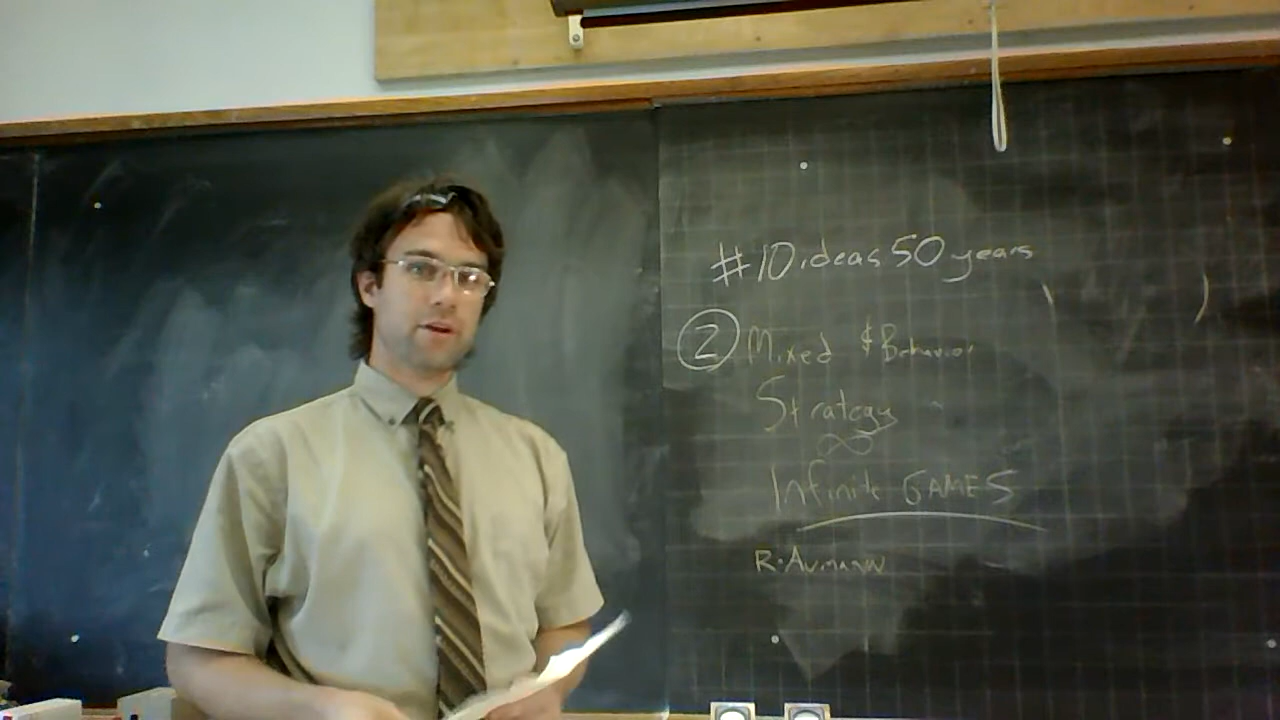 #10ideas50years
② Mixed & Behavior
Strategy
∞
Infinite GAMES
R. Aumann